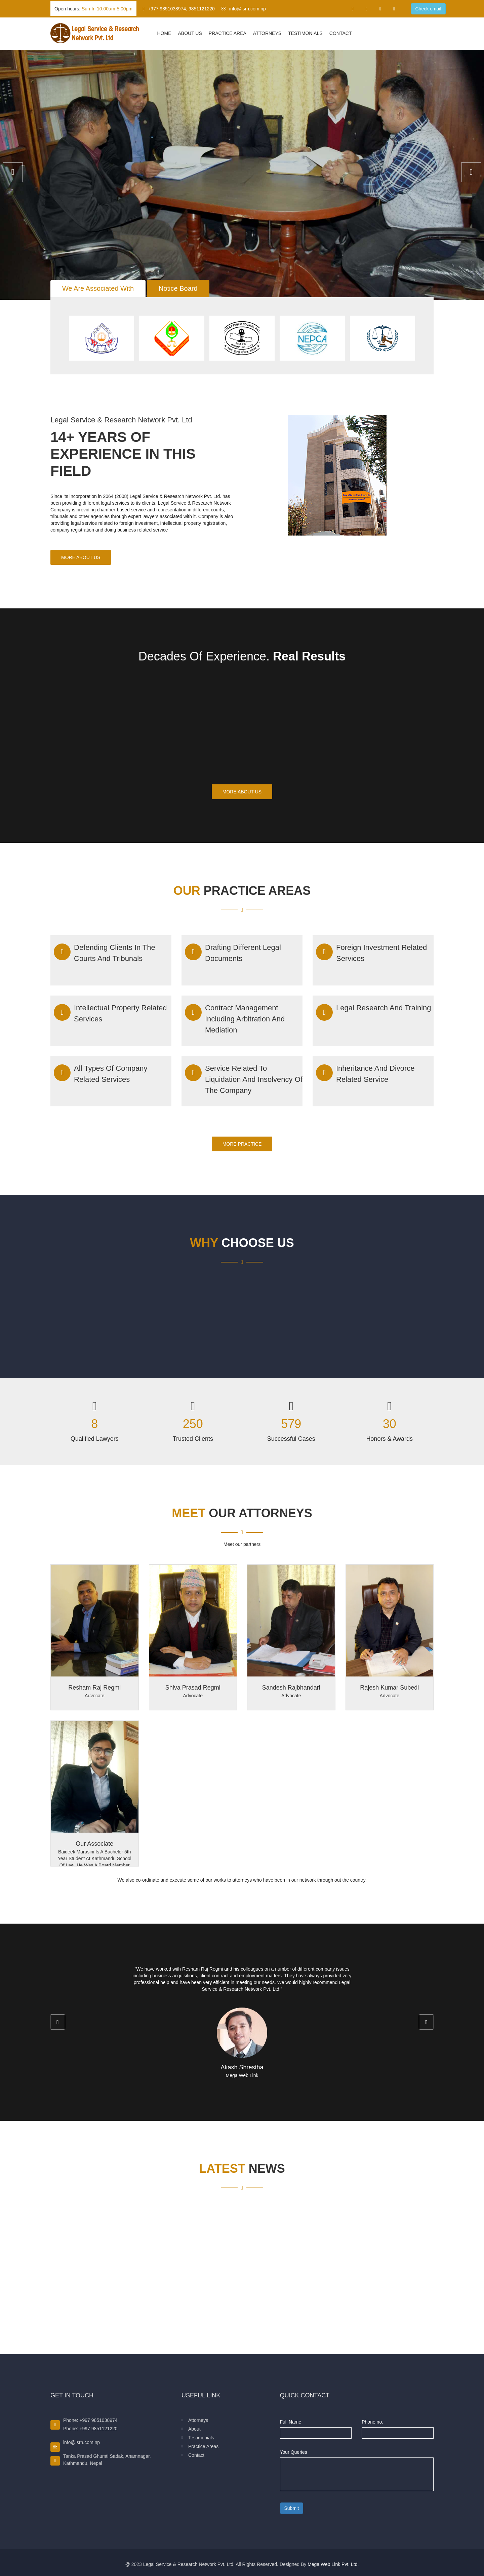 Open hours: Sun-fri 10.00am-5.00pm
+977 9851038974, 9851121220
info@lsrn.com.np
Check email
Legal Service & Research
Network Pvt. Ltd
HOME ABOUT US PRACTICE AREA ATTORNEYS TESTIMONIALS CONTACT
We Are Associated With
Notice Board
NEPCA
Legal Service & Research Network Pvt. Ltd
14+ YEARS OF
EXPERIENCE IN THIS
FIELD
Since its incorporation in 2064 (2008) Legal Service & Research Network Pvt. Ltd. has
been providing different legal services to its clients. Legal Service & Research Network
Company is providing chamber-based service and representation in different courts,
tribunals and other agencies through expert lawyers associated with it. Company is also
providing legal service related to foreign investment, intellectual property registration,
company registration and doing business related service
MORE ABOUT US
Decades Of Experience. Real Results
MORE ABOUT US
OUR PRACTICE AREAS
Defending Clients In The
Courts And Tribunals
Drafting Different Legal
Documents
Foreign Investment Related
Services
Intellectual Property Related
Services
Contract Management
Including Arbitration And
Mediation
Legal Research And Training
All Types Of Company
Related Services
Service Related To
Liquidation And Insolvency Of
The Company
Inheritance And Divorce
Related Service
MORE PRACTICE
WHY CHOOSE US
8
Qualified Lawyers
250
Trusted Clients
579
Successful Cases
30
Honors & Awards
MEET OUR ATTORNEYS
Meet our partners
Resham Raj Regmi
Advocate
Shiva Prasad Regmi
Advocate
Sandesh Rajbhandari
Advocate
Rajesh Kumar Subedi
Advocate
Our Associate
Baideek Marasini Is A Bachelor 5th
Year Student At Kathmandu School
Of Law. He Was A Board Member
We also co-ordinate and execute some of our works to attorneys who have been in our network through out the country.
"We have worked with Resham Raj Regmi and his colleagues on a number of different company issues
including business acquisitions, client contract and employment matters. They have always provided very
professional help and have been very efficient in meeting our needs. We would highly recommend Legal
Service & Research Network Pvt. Ltd."
Akash Shrestha
Mega Web Link
LATEST NEWS
GET IN TOUCH
Phone: +997 9851038974
Phone: +997 9851121220
info@lsrn.com.np
Tanka Prasad Ghumti Sadak, Anamnagar,
Kathmandu, Nepal
USEFUL LINK
Attorneys
About
Testimonials
Practice Areas
Contact
QUICK CONTACT
Full Name
Phone no.
Your Queries
Submit
@ 2023 Legal Service & Research Network Pvt. Ltd. All Rights Reserved. Designed By Mega Web Link Pvt. Ltd.